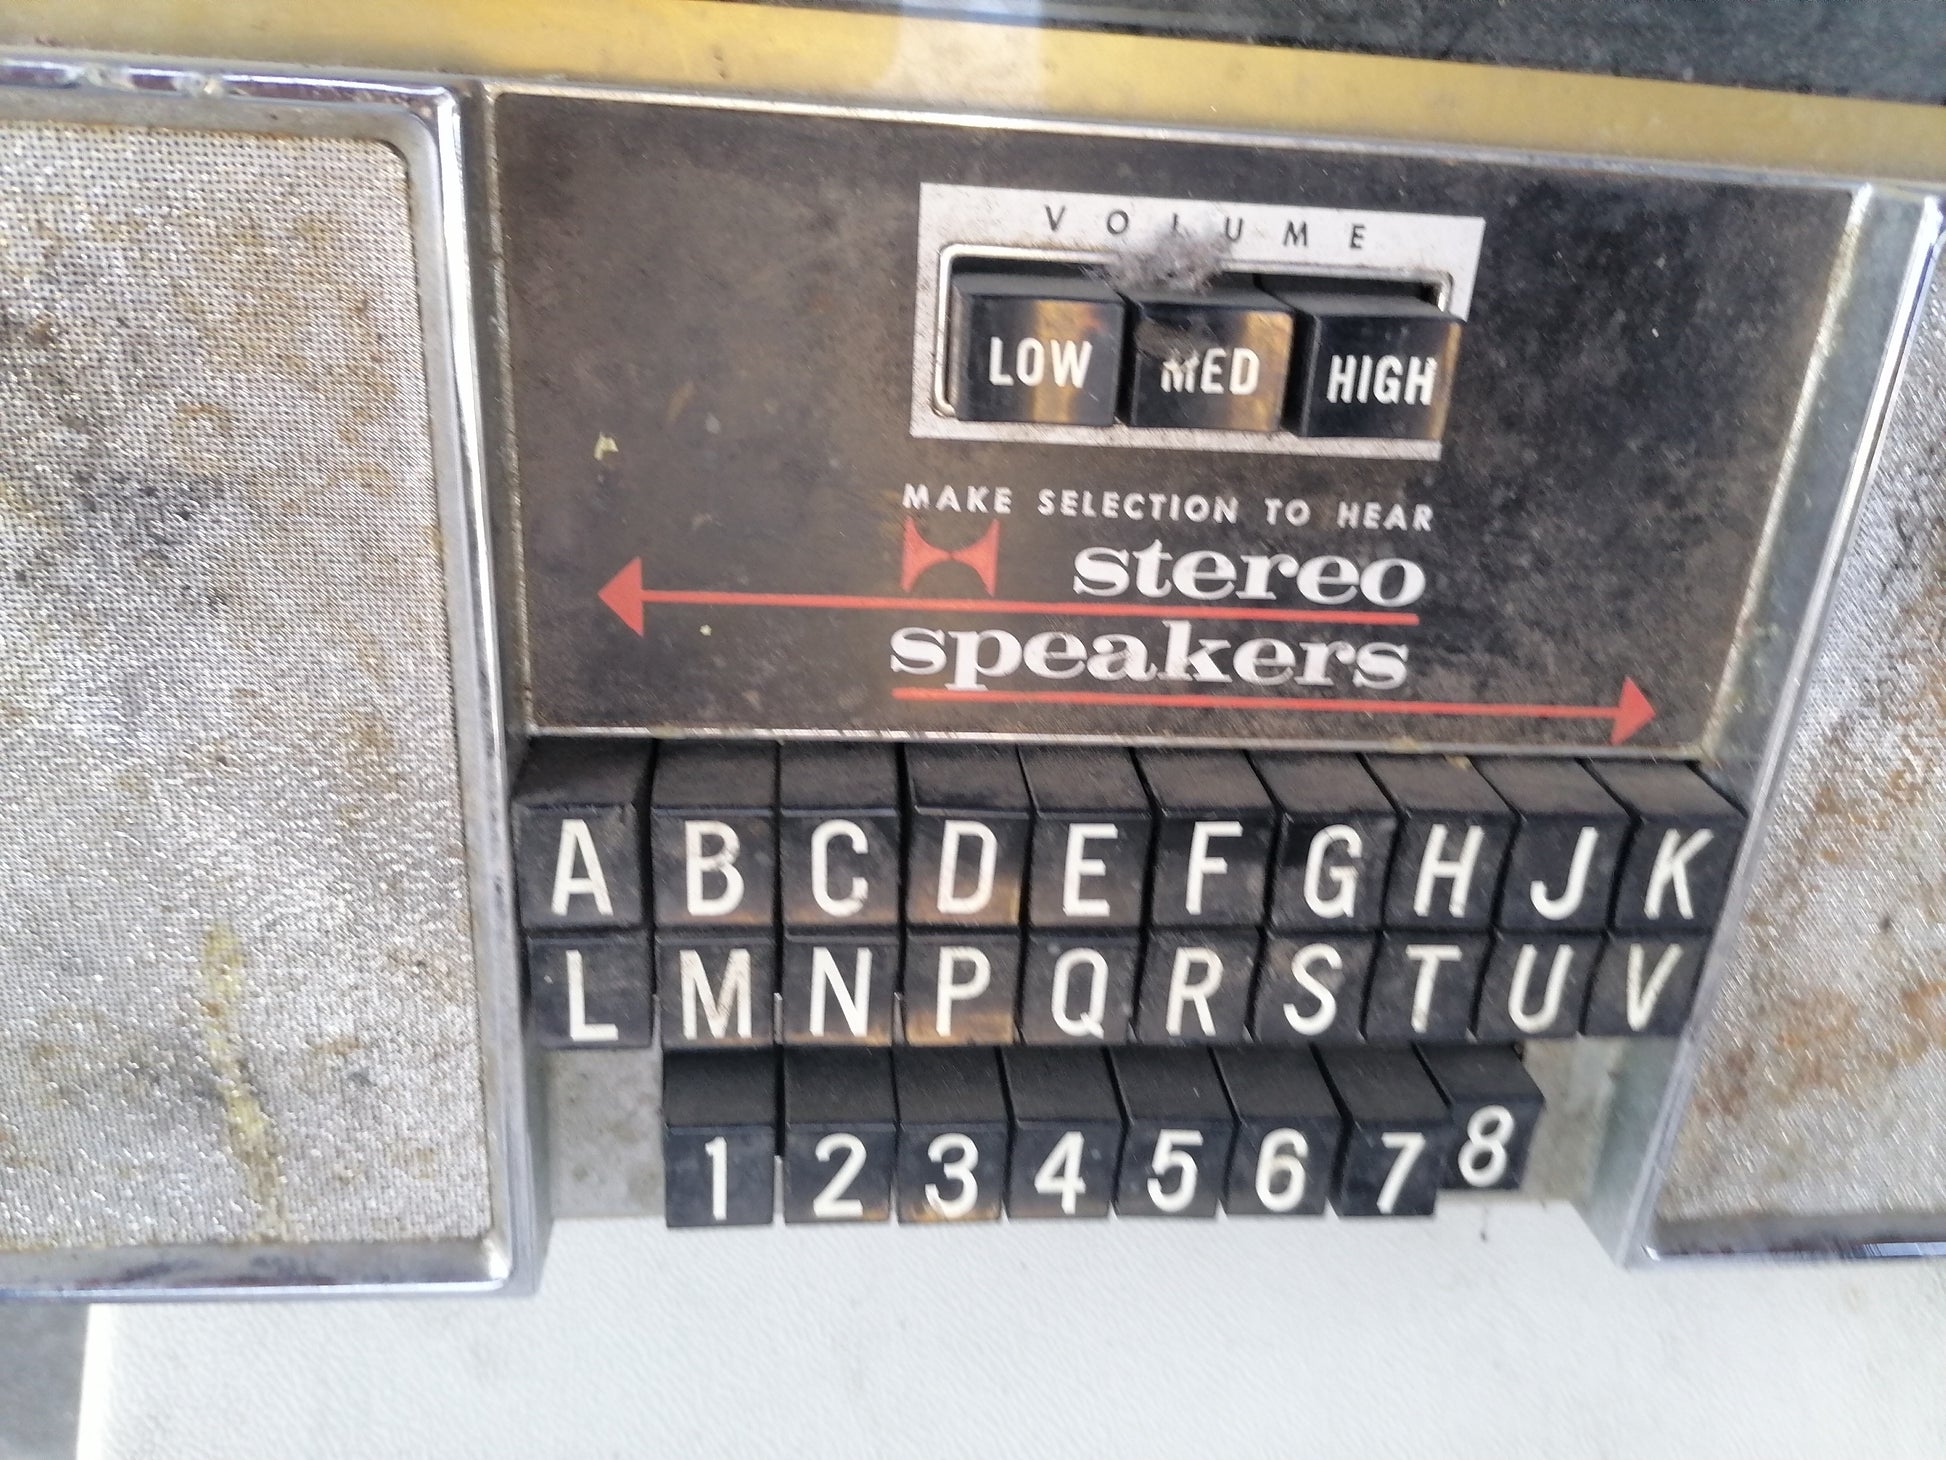 VOLUME
LOW MED HIGH
MAKE SELECTION TO HEAR
stereo
speakers
A B C D E F G H J K
L M N P Q R S T U V
1 2 3 4 5 6 7 8